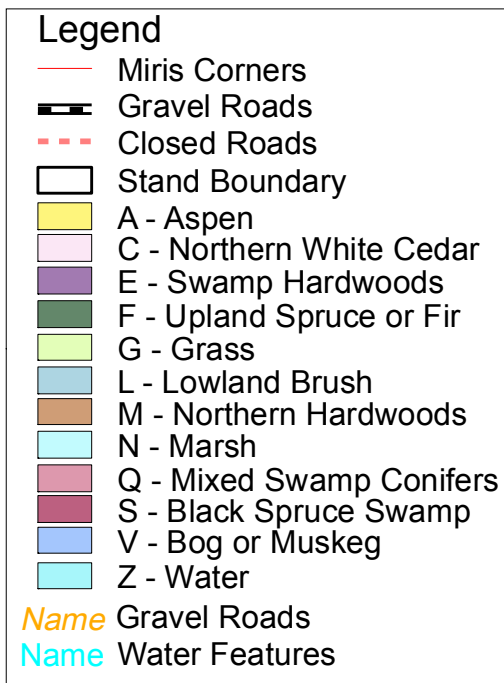 Legend
Miris Corners
Gravel Roads
Closed Roads
Stand Boundary
A - Aspen
C - Northern White Cedar
E - Swamp Hardwoods
F - Upland Spruce or Fir
G - Grass
L - Lowland Brush
M - Northern Hardwoods
N - Marsh
Q - Mixed Swamp Conifers
S - Black Spruce Swamp
V - Bog or Muskeg
Z - Water
Name Gravel Roads
Name Water Features